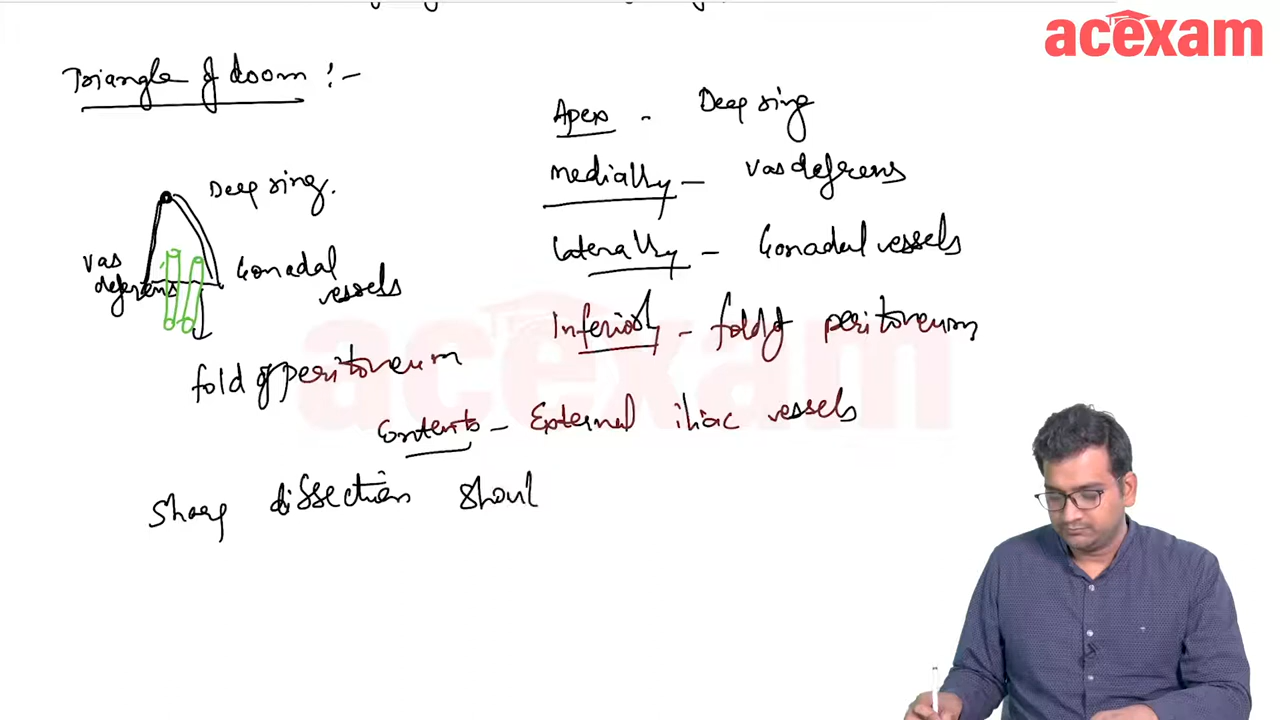 acexam
Triangle of doom :-
Apex - Deep ring
medially - Vas deferens
laterally - Gonadal vessels
Inferiorly - fold of peritoneum
Deep ring.
Vas deferens
Gonadal vessels
fold of peritoneum
Contents - External iliac vessels
Sharp dissection shoul
acexam